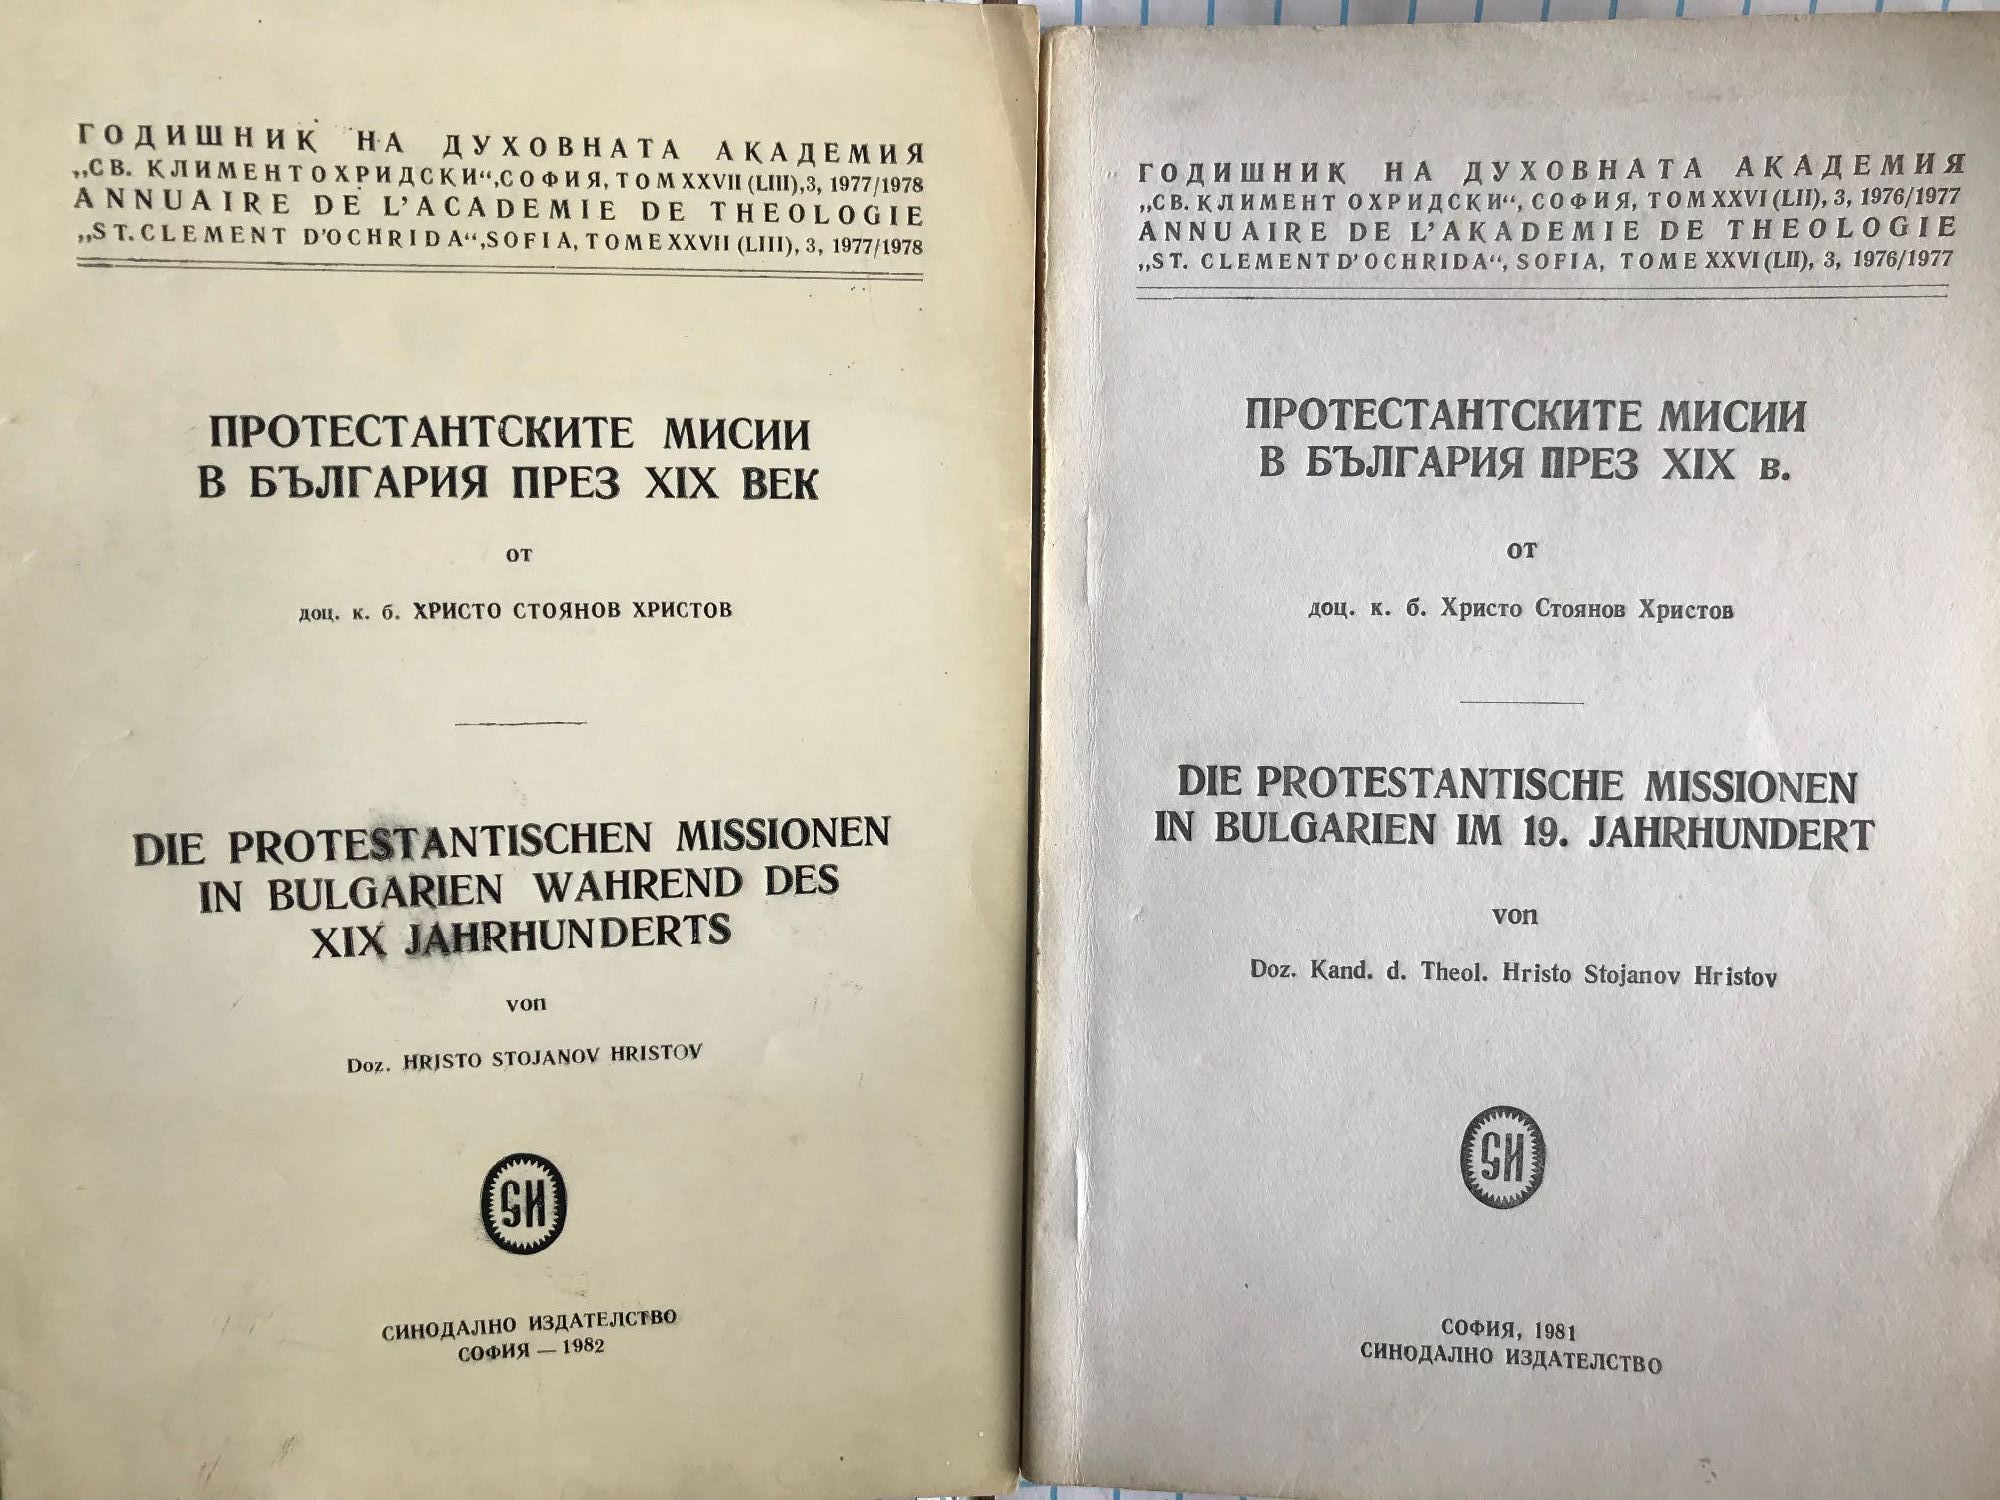 ГОДИШНИК НА ДУХОВНАТА АКАДЕМИЯ
„СВ. КЛИМЕНТ ОХРИДСКИ“, СОФИЯ, ТОМ XXVII (LIII), 3, 1977/1978
ANNUAIRE DE L’ACADEMIE DE THEOLOGIE
„ST. CLEMENT D’OCHRIDA“, SOFIA, TOME XXVII (LIII), 3, 1977/1978
ПРОТЕСТАНТСКИТЕ МИСИИ
В БЪЛГАРИЯ ПРЕЗ XIX ВЕК
от
доц. к. б. ХРИСТО СТОЯНОВ ХРИСТОВ
DIE PROTESTANTISCHEN MISSIONEN
IN BULGARIEN WAHREND DES
XIX JAHRHUNDERTS
von
Doz. HRISTO STOJANOV HRISTOV
СИ
СИНОДАЛНО ИЗДАТЕЛСТВО
СОФИЯ — 1982
ГОДИШНИК НА ДУХОВНАТА АКАДЕМИЯ
„СВ. КЛИМЕНТ ОХРИДСКИ“, СОФИЯ, ТОМ XXVI (LII), 3, 1976/1977
ANNUAIRE DE L’AKADEMIE DE THEOLOGIE
„ST. CLEMENT D’OCHRIDA“, SOFIA, TOME XXVI (LII), 3, 1976/1977
ПРОТЕСТАНТСКИТЕ МИСИИ
В БЪЛГАРИЯ ПРЕЗ XIX в.
от
доц. к. б. Христо Стоянов Христов
DIE PROTESTANTISCHE MISSIONEN
IN BULGARIEN IM 19. JAHRHUNDERT
von
Doz. Kand. d. Theol. Hristo Stojanov Hristov
СИ
СОФИЯ, 1981
СИНОДАЛНО ИЗДАТЕЛСТВО